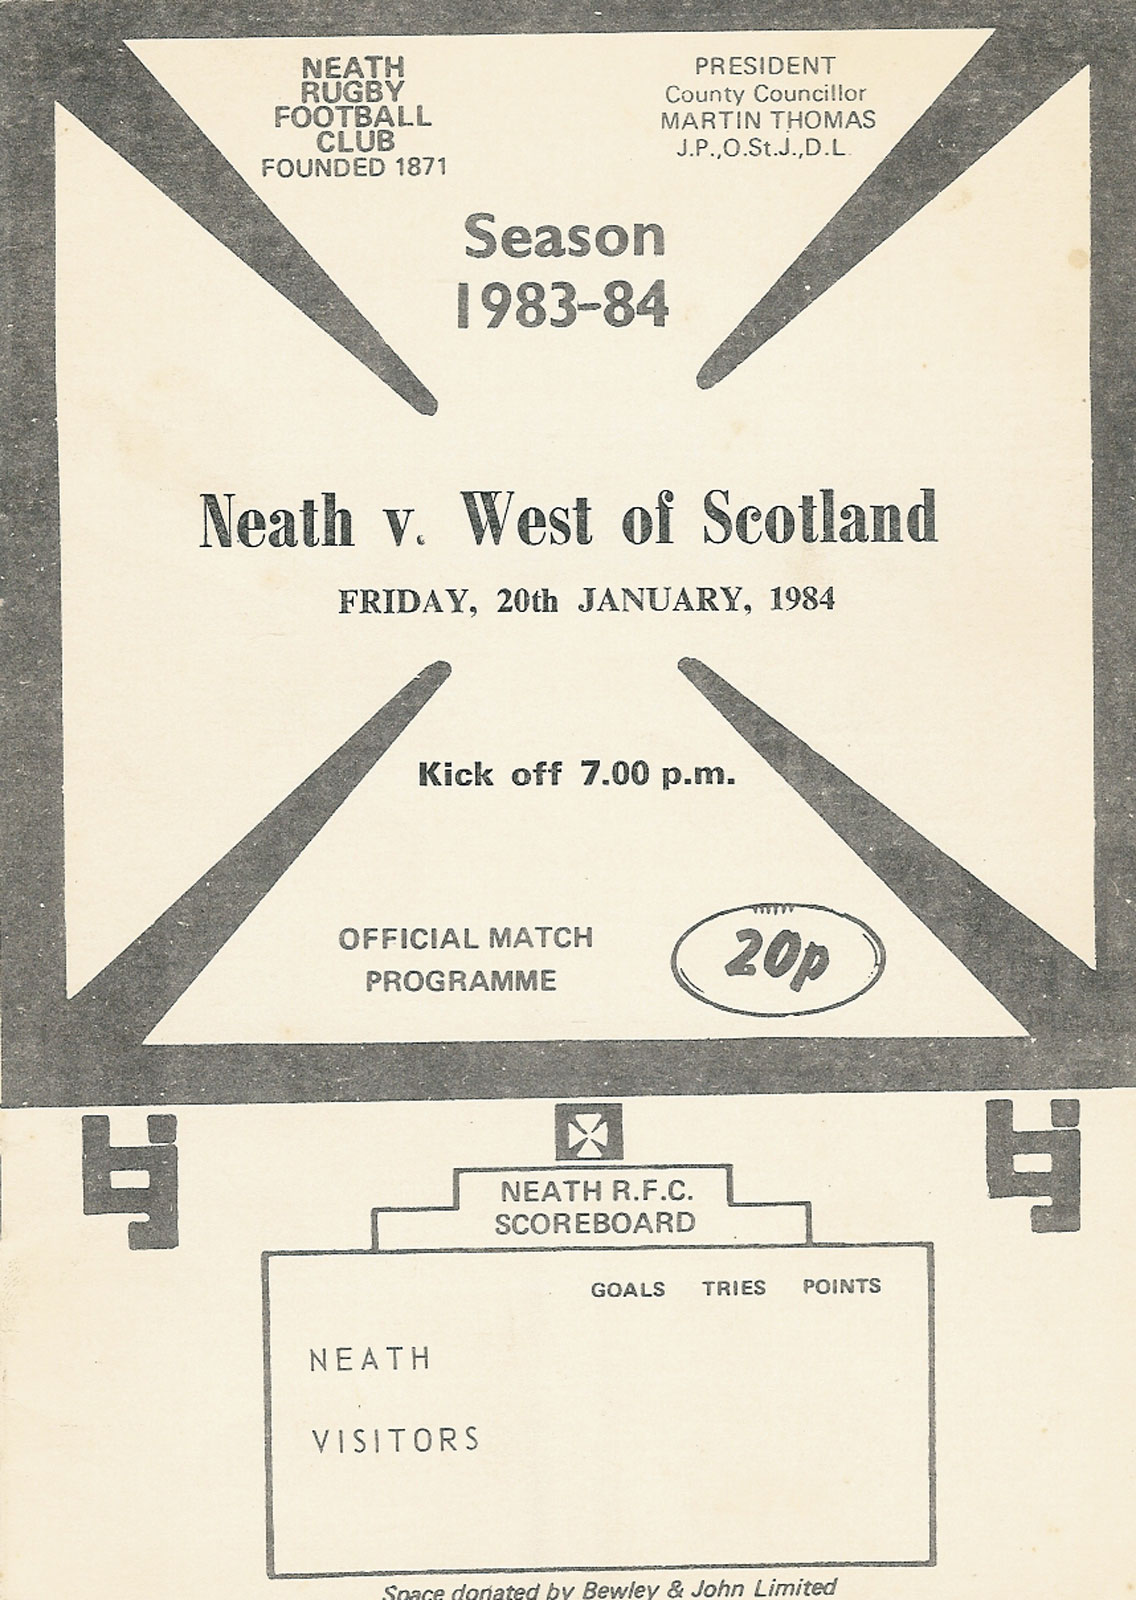 NEATH
RUGBY
FOOTBALL
CLUB
FOUNDED 1871
PRESIDENT
County Councillor
MARTIN THOMAS
J.P.,O.St.J.,D.L.
Season
1983-84
Neath v. West of Scotland
FRIDAY, 20th JANUARY, 1984
Kick off 7.00 p.m.
OFFICIAL MATCH
PROGRAMME
20p
NEATH R.F.C.
SCOREBOARD
GOALS TRIES POINTS
NEATH
VISITORS
Space donated by Bewley & John Limited